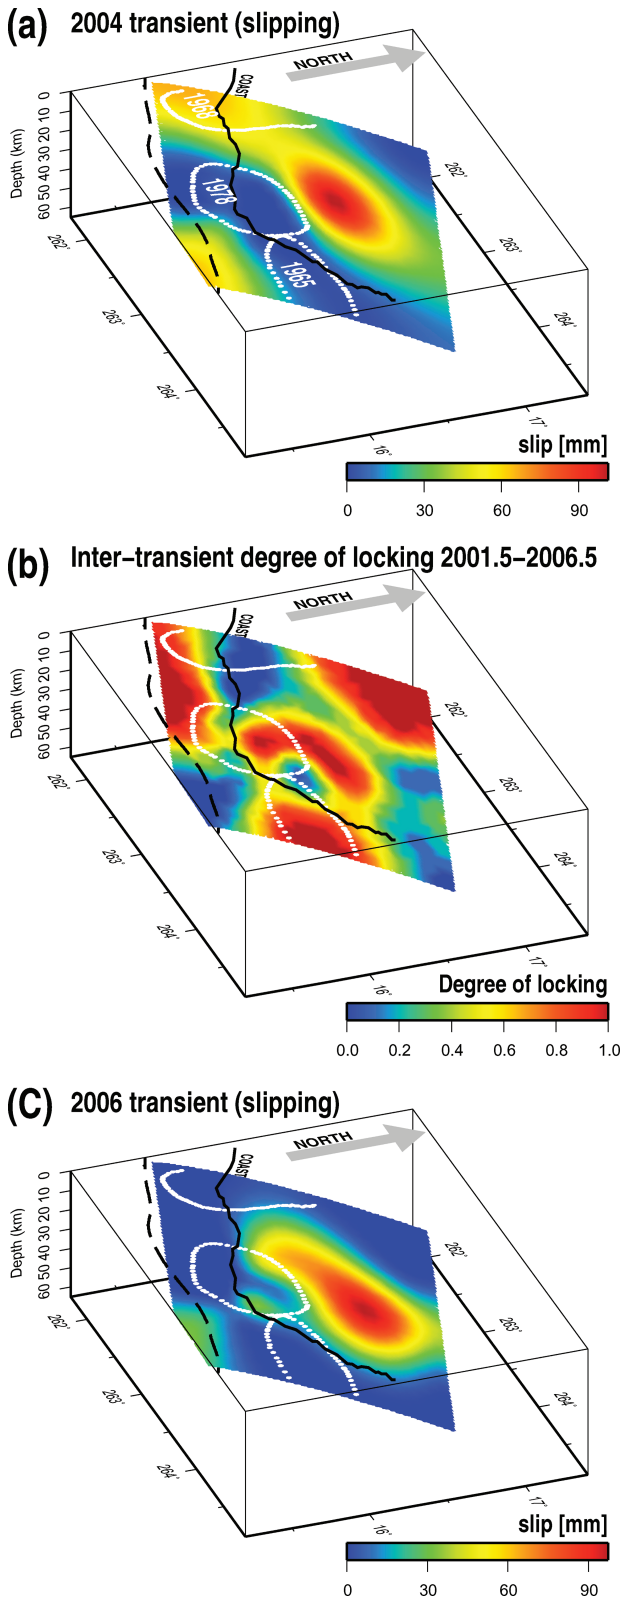 (a) 2004 transient (slipping)
NORTH
COAST
0
10
20
30
40
50
60
Depth (km)
1968
1978
1965
262°
263°
264°
262°
263°
264°
16°
17°
slip [mm]
0 30 60 90
(b) Inter-transient degree of locking 2001.5-2006.5
NORTH
COAST
0
10
20
30
40
50
60
Depth (km)
262°
263°
264°
262°
263°
264°
16°
17°
Degree of locking
0.0 0.2 0.4 0.6 0.8 1.0
(C) 2006 transient (slipping)
NORTH
COAST
0
10
20
30
40
50
60
Depth (km)
262°
263°
264°
262°
263°
264°
16°
17°
slip [mm]
0 30 60 90